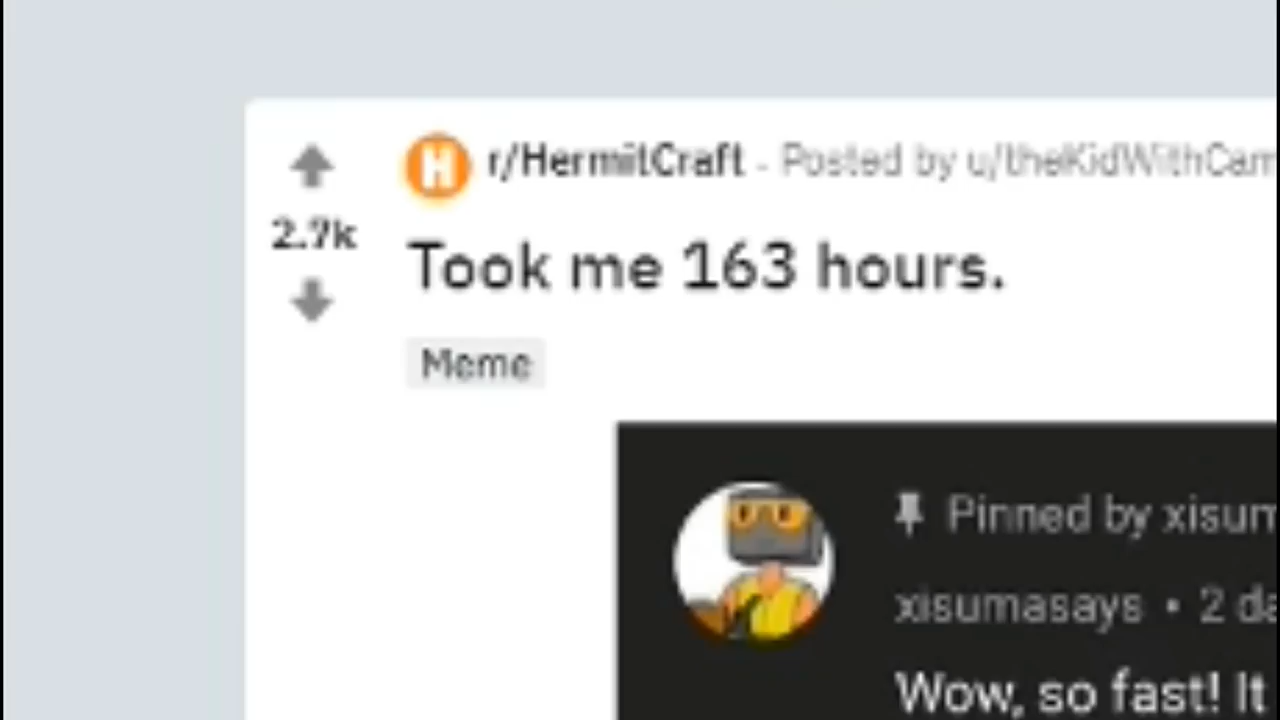 H r/HermitCraft - Posted by u/theKidWithCam
2.7k
Took me 163 hours.
Meme
Pinned by xisum
xisumasays • 2 da
Wow, so fast! It